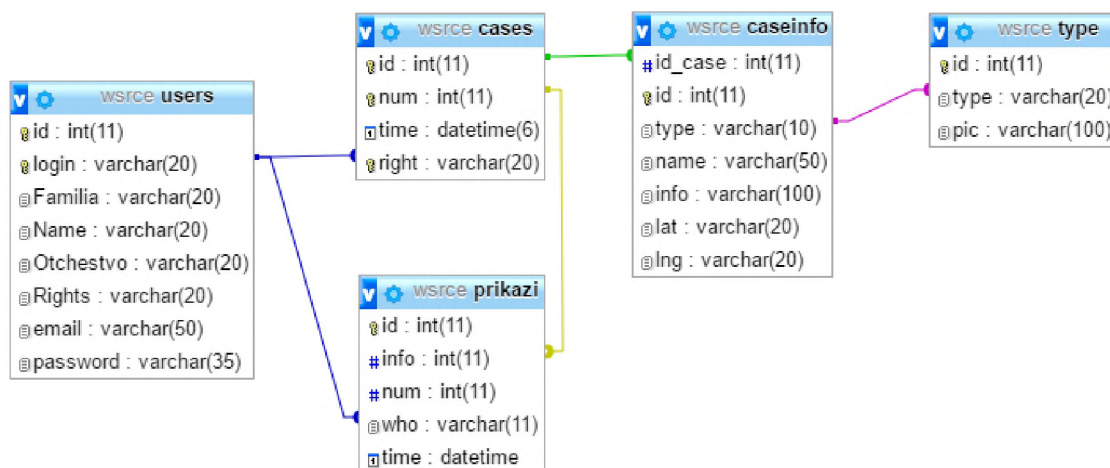 wsrce users
id : int(11)
login : varchar(20)
Familia : varchar(20)
Name : varchar(20)
Otchestvo : varchar(20)
Rights : varchar(20)
email : varchar(50)
password : varchar(35)
v wsrce cases
id : int(11)
num : int(11)
time : datetime(6)
right : varchar(20)
v wsrce prikazi
id : int(11)
# info : int(11)
# num : int(11)
who : varchar(11)
time : datetime
v wsrce caseinfo
# id_case : int(11)
id : int(11)
type : varchar(10)
name : varchar(50)
info : varchar(100)
lat : varchar(20)
lng : varchar(20)
v wsrce type
id : int(11)
type : varchar(20)
pic : varchar(100)